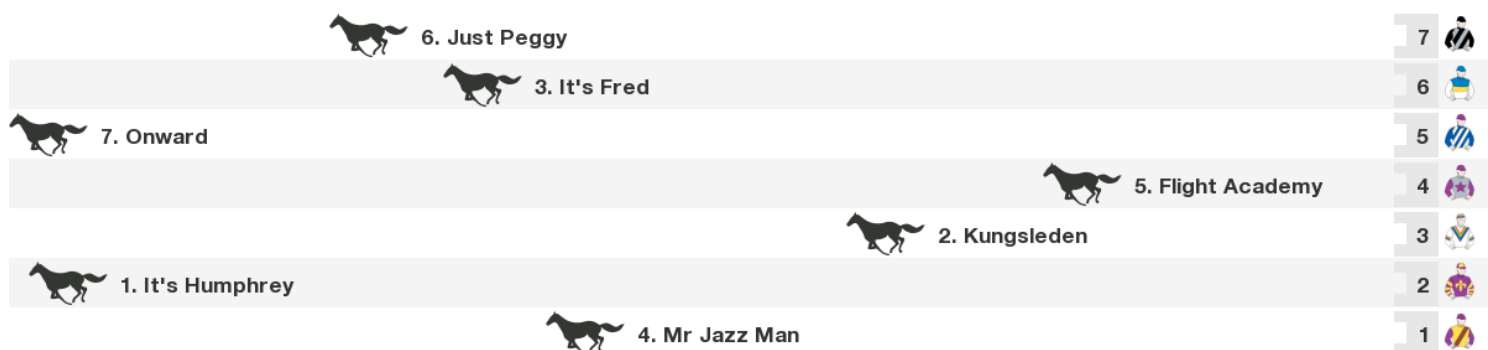 6. Just Peggy 7
3. It's Fred 6
7. Onward 5
5. Flight Academy 4
2. Kungsleden 3
1. It's Humphrey 2
4. Mr Jazz Man 1